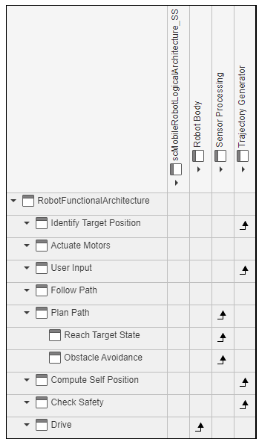 scMobileRobotLogicalArchitecture_SS
Robot Body
Sensor Processing
Trajectory Generator
RobotFunctionalArchitecture
Identify Target Position
Actuate Motors
User Input
Follow Path
Plan Path
Reach Target State
Obstacle Avoidance
Compute Self Position
Check Safety
Drive